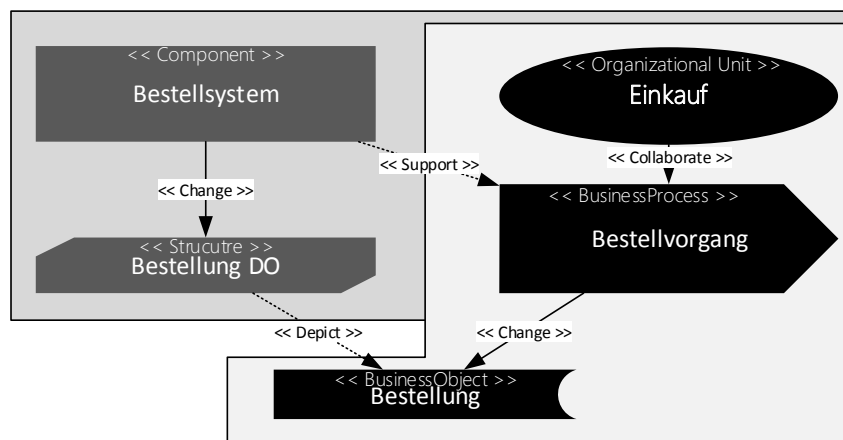 << Component >>
Bestellsystem
<< Organizational Unit >>
Einkauf
<< Support >>
<< Collaborate >>
<< Change >>
<< BusinessProcess >>
Bestellvorgang
<< Strucutre >>
Bestellung DO
<< Depict >>
<< Change >>
<< BusinessObject >>
Bestellung